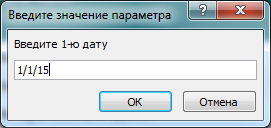 Введите значение параметра
Введите 1-ю дату
1/1/15
OK
Отмена